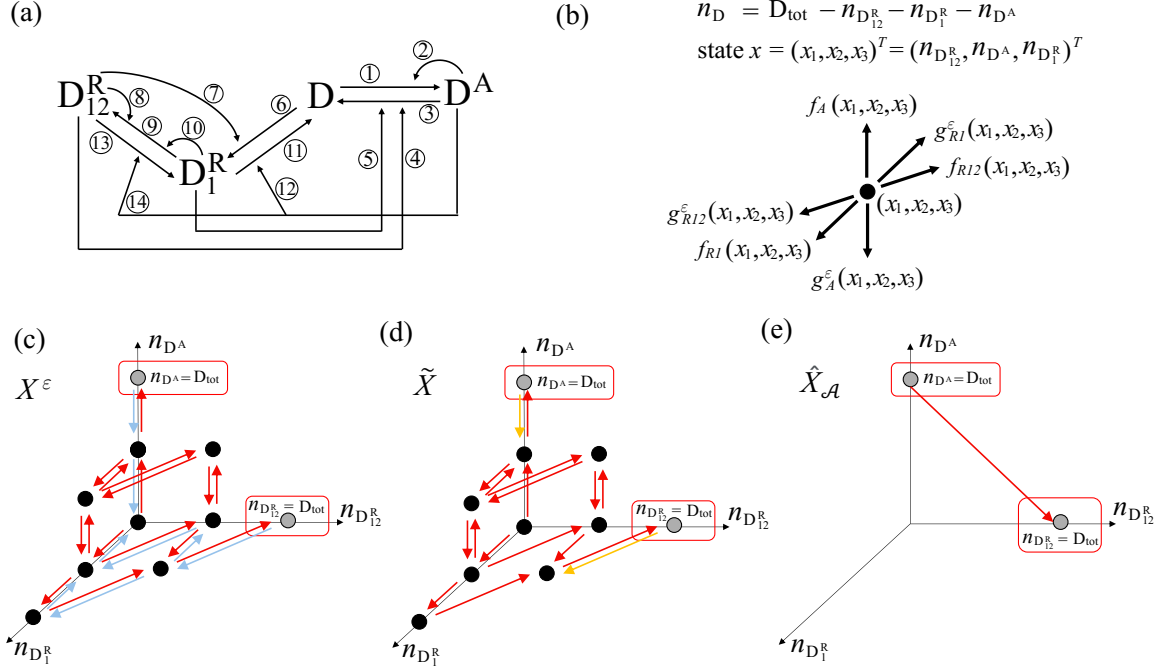 (a)
D^R_12
D^R_1
D
D^A
① ② ③ ④ ⑤ ⑥ ⑦ ⑧ ⑨ ⑩ ⑪ ⑫ ⑬ ⑭
(b)
n_D = D_tot − n_{D^R_12} − n_{D^R_1} − n_{D^A}
state x = (x_1, x_2, x_3)^T = (n_{D^R_12}, n_{D^A}, n_{D^R_1})^T
f_A(x_1,x_2,x_3)
g^ε_{R1}(x_1,x_2,x_3)
f_{R12}(x_1,x_2,x_3)
(x_1,x_2,x_3)
g^ε_{R12}(x_1,x_2,x_3)
f_{R1}(x_1,x_2,x_3)
g^ε_A(x_1,x_2,x_3)
(c)
X^ε
n_{D^A}
n_{D^A} = D_tot
n_{D^R_12} = D_tot
n_{D^R_12}
n_{D^R_1}
(d)
X̃
n_{D^A}
n_{D^A} = D_tot
n_{D^R_12} = D_tot
n_{D^R_12}
n_{D^R_1}
(e)
X̂_𝒜
n_{D^A}
n_{D^A} = D_tot
n_{D^R_12}
n_{D^R_12} = D_tot
n_{D^R_1}